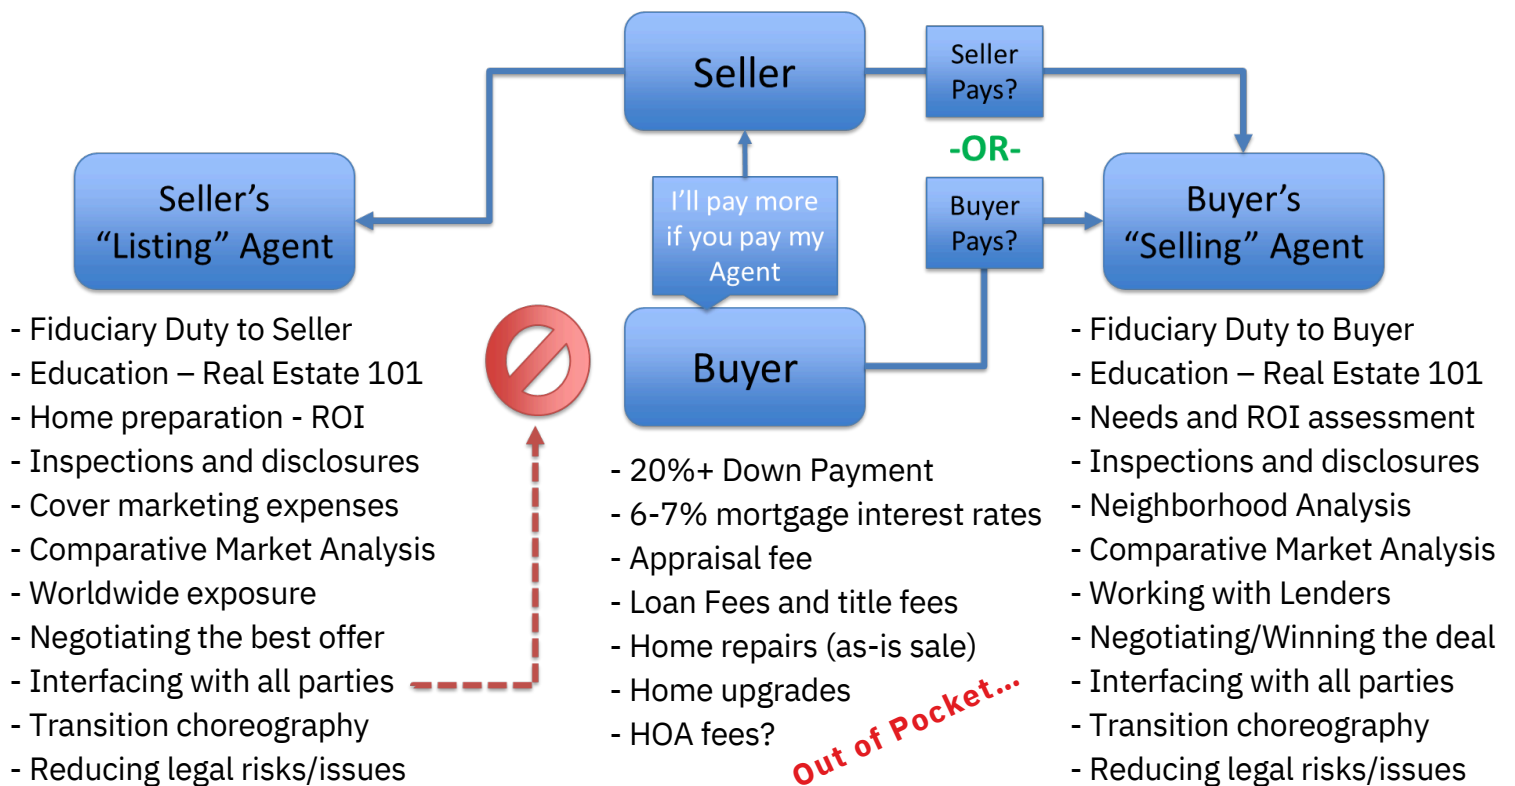 Seller
Seller
Pays?
-OR-
Buyer
Pays?
Seller’s
“Listing” Agent
I’ll pay more
if you pay my
Agent
Buyer’s
“Selling” Agent
Buyer
- Fiduciary Duty to Seller
- Education – Real Estate 101
- Home preparation - ROI
- Inspections and disclosures
- Cover marketing expenses
- Comparative Market Analysis
- Worldwide exposure
- Negotiating the best offer
- Interfacing with all parties
- Transition choreography
- Reducing legal risks/issues
- 20%+ Down Payment
- 6-7% mortgage interest rates
- Appraisal fee
- Loan Fees and title fees
- Home repairs (as-is sale)
- Home upgrades
- HOA fees?
Out of Pocket...
- Fiduciary Duty to Buyer
- Education – Real Estate 101
- Needs and ROI assessment
- Inspections and disclosures
- Neighborhood Analysis
- Comparative Market Analysis
- Working with Lenders
- Negotiating/Winning the deal
- Interfacing with all parties
- Transition choreography
- Reducing legal risks/issues